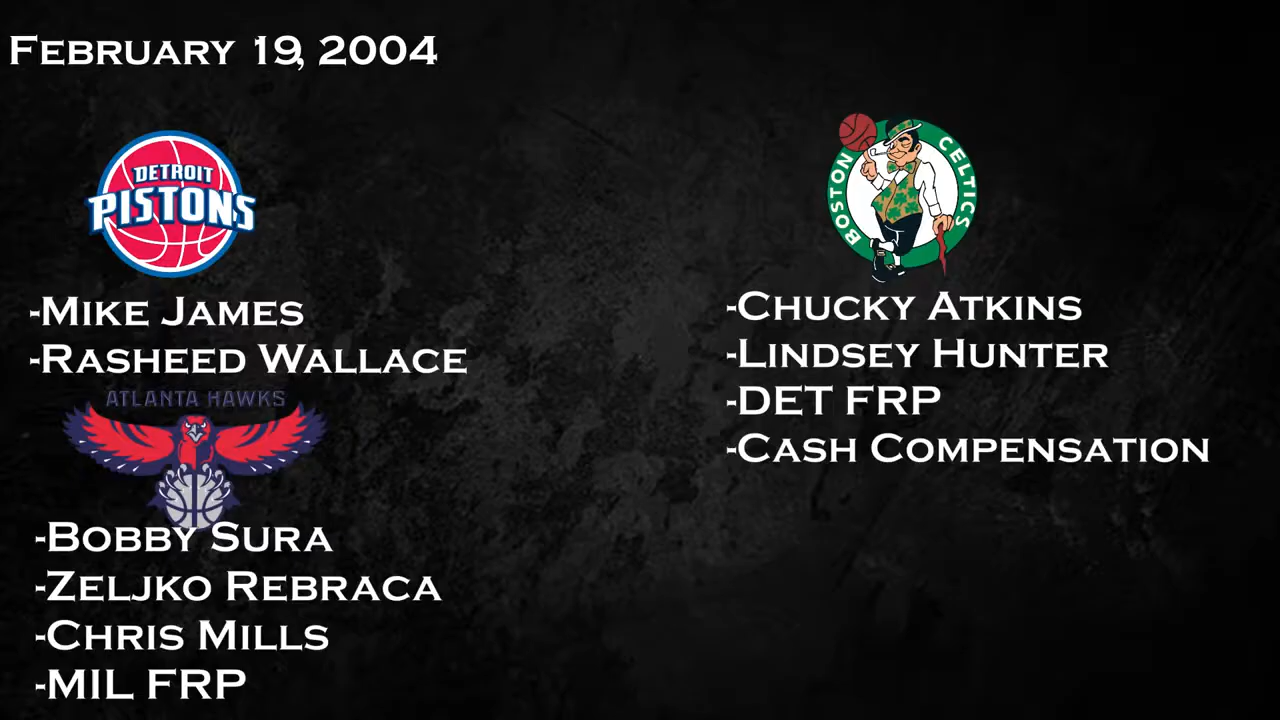 February 19, 2004
DETROIT
PISTONS
-Mike James
-Rasheed Wallace
ATLANTA HAWKS
-Bobby Sura
-Zeljko Rebraca
-Chris Mills
-MIL FRP
BOSTON CELTICS
-Chucky Atkins
-Lindsey Hunter
-DET FRP
-Cash Compensation